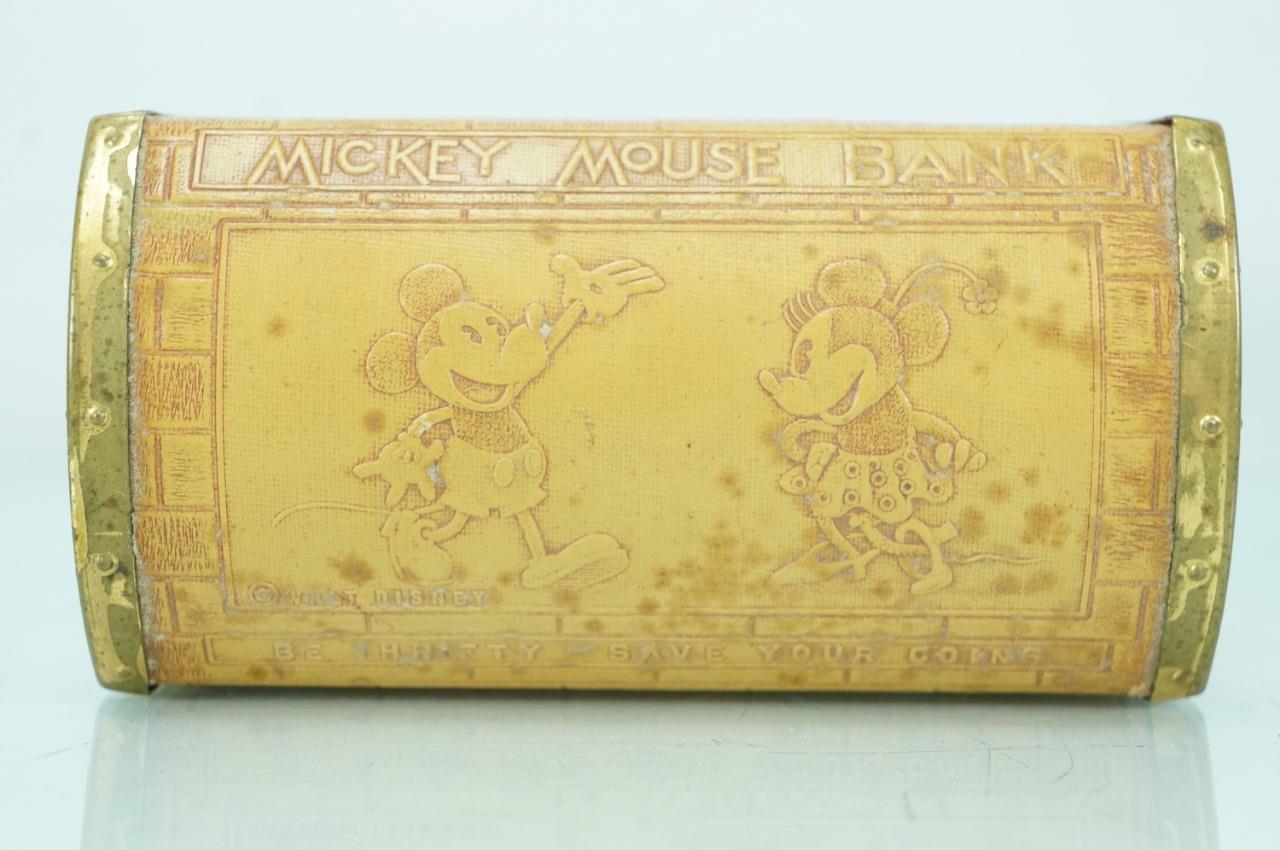 MICKEY MOUSE BANK
© WALT DISNEY
BE THRIFTY - SAVE YOUR COINS